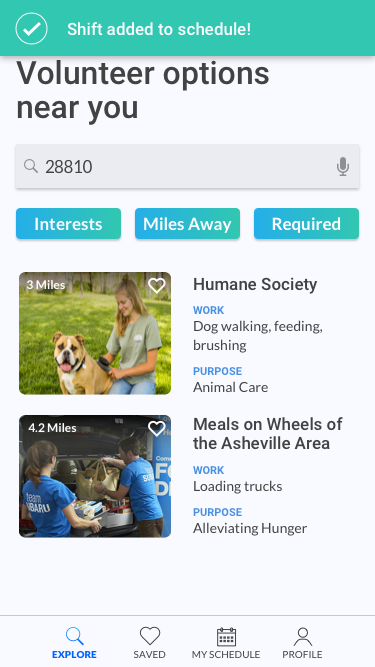 Shift added to schedule!
Volunteer options
near you
28810
Interests
Miles Away
Required
3 Miles
Humane Society
WORK
Dog walking, feeding,
brushing
PURPOSE
Animal Care
4.2 Miles
team
Meals on Wheels of
the Asheville Area
WORK
Loading trucks
PURPOSE
Alleviating Hunger
EXPLORE
SAVED
MY SCHEDULE
PROFILE